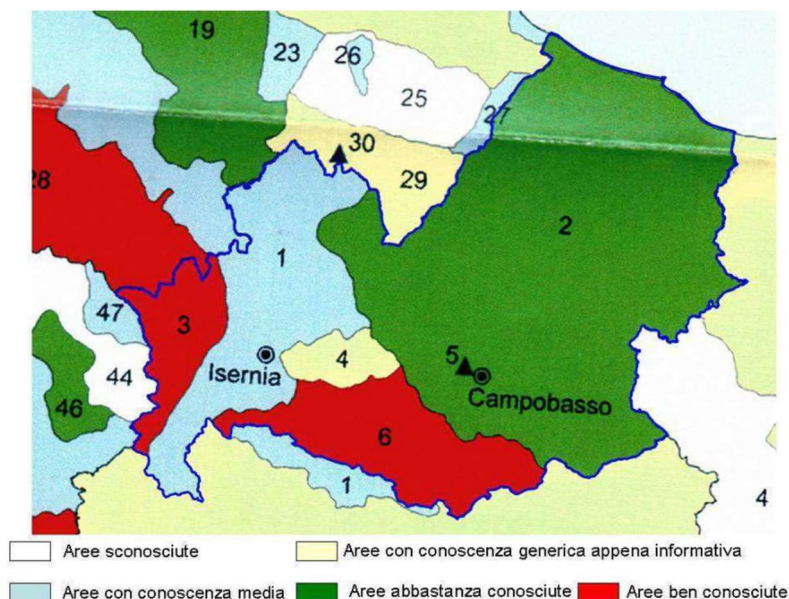 19
23
26
25
27
30
29
28
2
1
47
3
5
4
44
Isernia
Campobasso
46
6
1
4
Aree sconosciute
Aree con conoscenza generica appena informativa
Aree con conoscenza media
Aree abbastanza conosciute
Aree ben conosciute